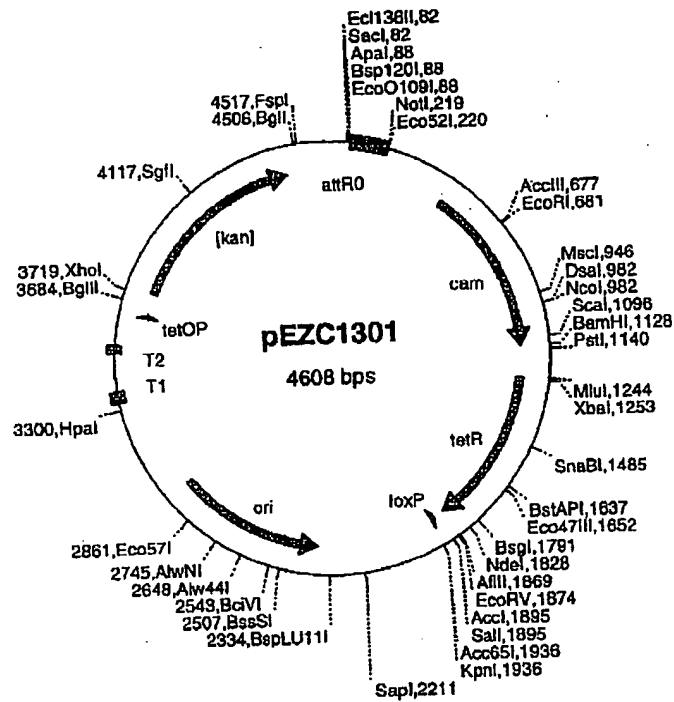 EcI136II,82
SacI,82
ApaI,88
Bsp120I,88
EcoO109I,88
NotI,219
Eco52I,220
4517,FspI
4506,BglI
4117,SgfI
attR0
AccIII,677
EcoRI,681
[kan]
MscI,946
DsaI,982
NcoI,982
ScaI,1096
BamHI,1128
PstI,1140
cam
3719,XhoI
3684,BglII
tetOP
pEZC1301
T2
4608 bps
T1
MluI,1244
XbaI,1253
3300,HpaI
tetR
SnaBI,1485
loxP
ori
BstAPI,1637
Eco47III,1652
BsgI,1781
NdeI,1828
AflII,1869
EcoRV,1874
AccI,1895
SalI,1895
Acc65I,1936
KpnI,1936
2861,Eco57I
2745,AlwNI
2648,Alw44I
2543,BciVI
2507,BssSI
2334,BspLU11I
SapI,2211